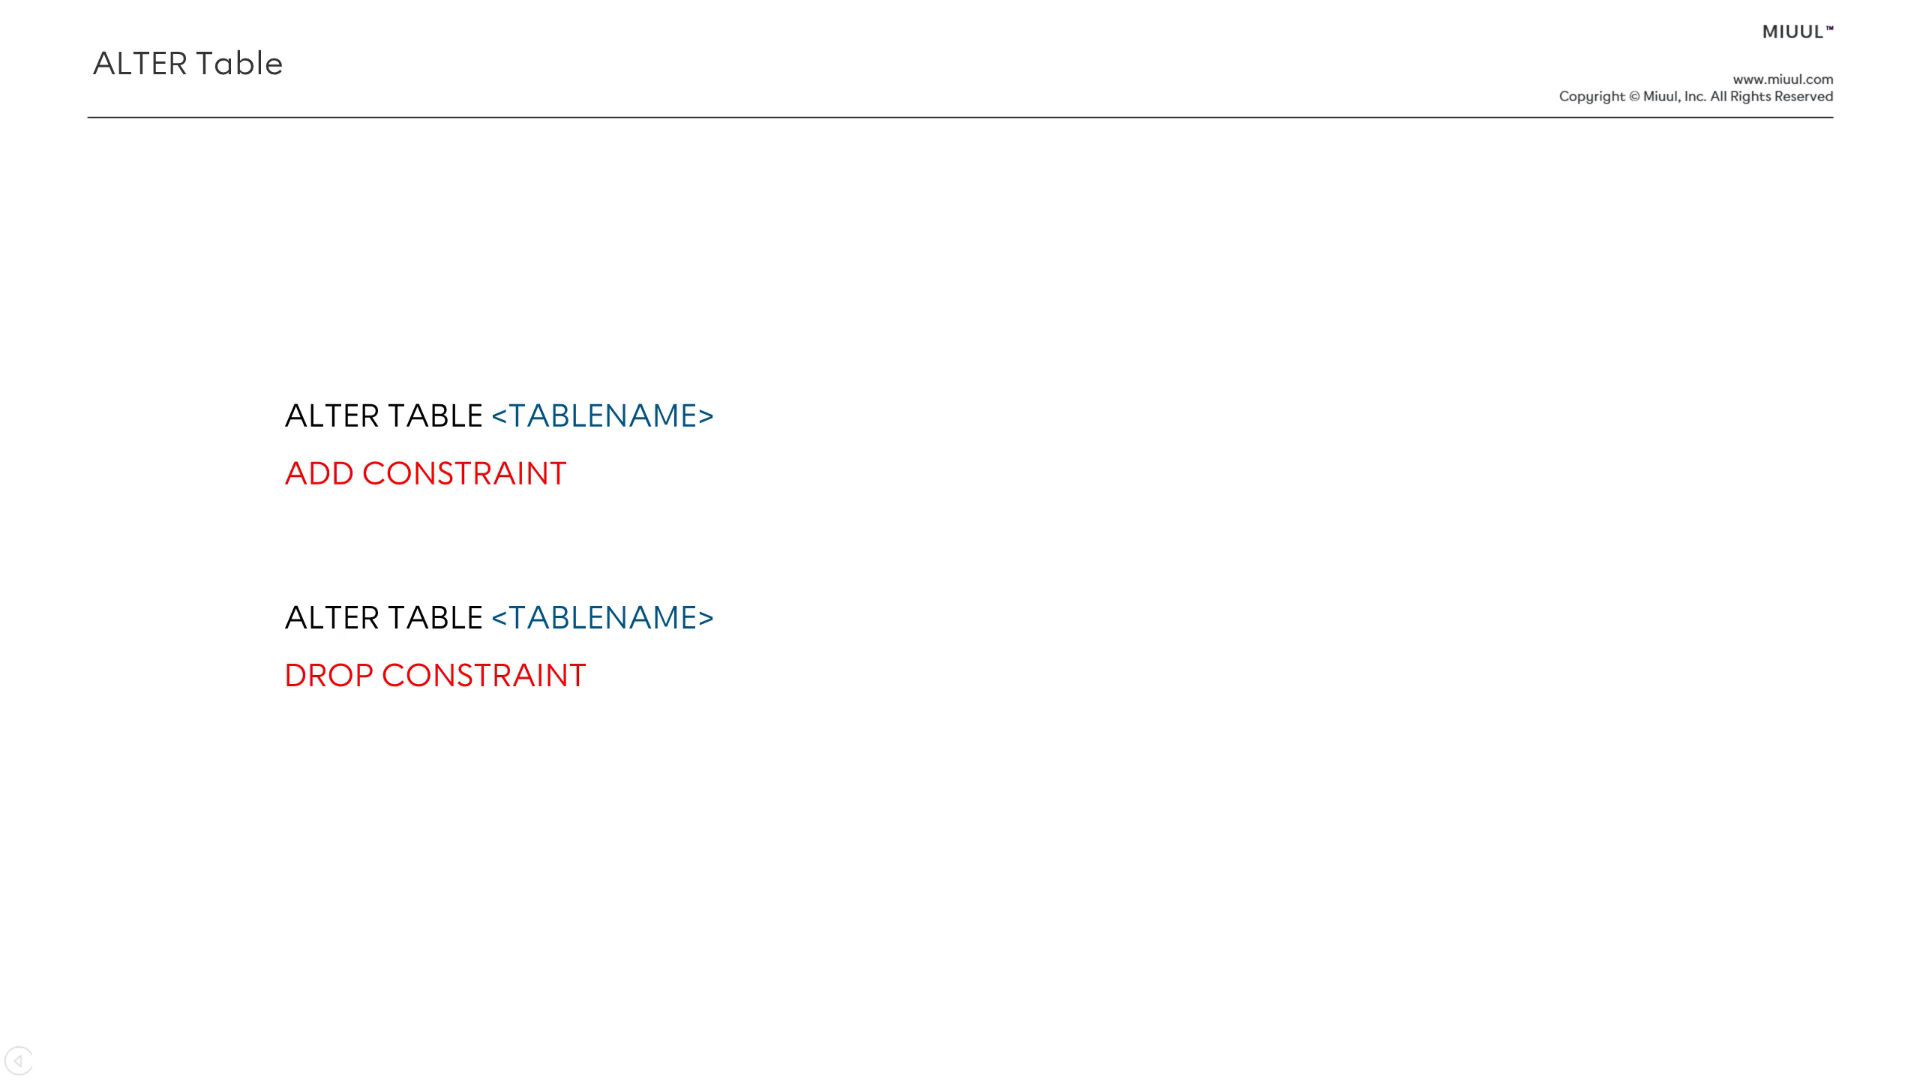 ALTER Table
MIUUL™
www.miuul.com
Copyright © Miuul, Inc. All Rights Reserved
ALTER TABLE <TABLENAME>
ADD CONSTRAINT
ALTER TABLE <TABLENAME>
DROP CONSTRAINT